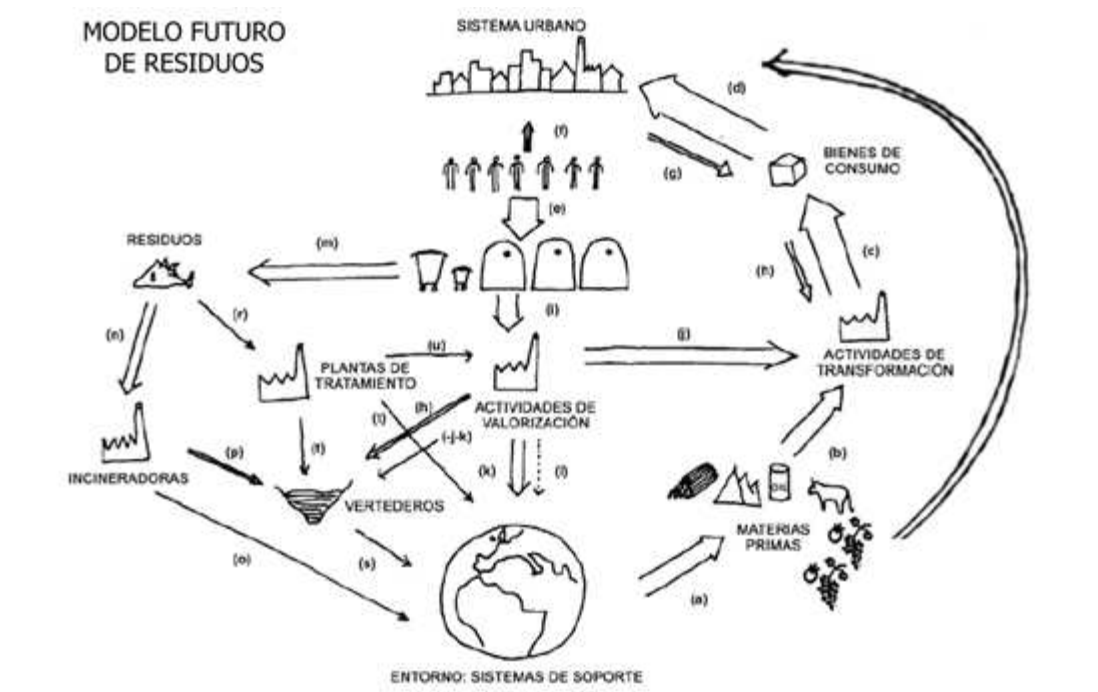 MODELO FUTURO
DE RESIDUOS
SISTEMA URBANO
(d)
(f)
BIENES DE
CONSUMO
(g)
(e)
RESIDUOS
(m)
(h)
(c)
(i)
(n)
(r)
(u)
(j)
PLANTAS DE
TRATAMIENTO
ACTIVIDADES DE
TRANSFORMACIÓN
ACTIVIDADES DE
VALORIZACIÓN
(h)
(t)
(-j-k)
(p)
(k)
(l)
(b)
INCINERADORAS
VERTEDEROS
OIL
MATERIAS
PRIMAS
(o)
(s)
(a)
ENTORNO: SISTEMAS DE SOPORTE